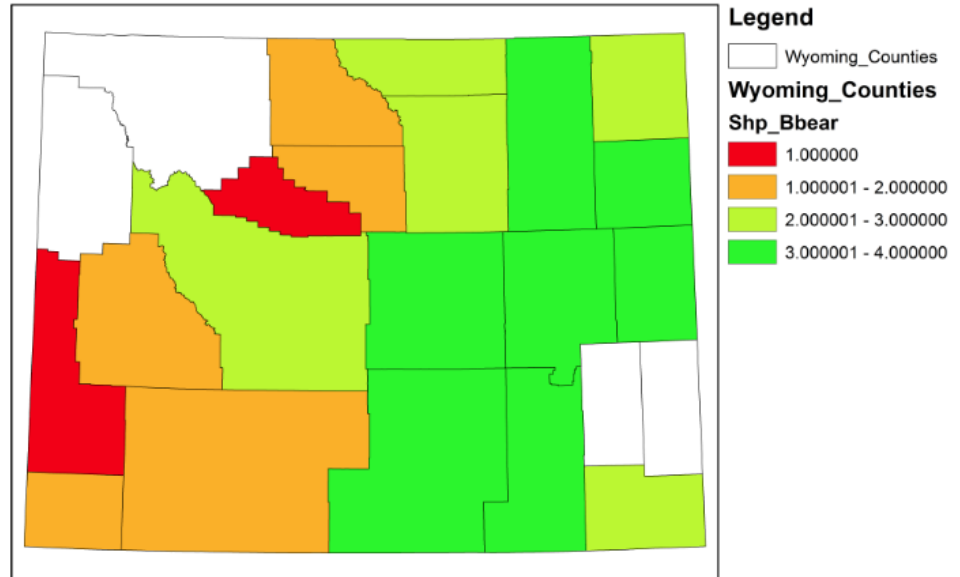 Legend
Wyoming_Counties
Wyoming_Counties
Shp_Bbear
1.000000
1.000001 - 2.000000
2.000001 - 3.000000
3.000001 - 4.000000